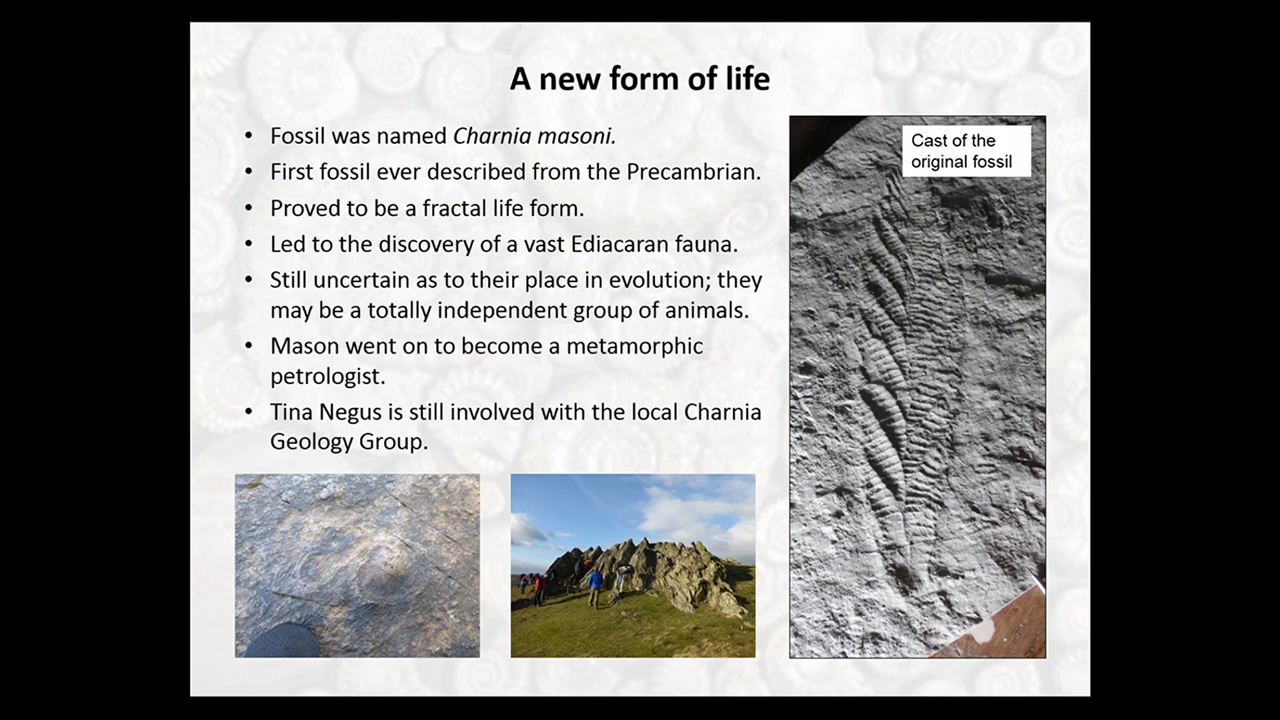 A new form of life
• Fossil was named Charnia masoni.
• First fossil ever described from the Precambrian.
• Proved to be a fractal life form.
• Led to the discovery of a vast Ediacaran fauna.
• Still uncertain as to their place in evolution; they
may be a totally independent group of animals.
• Mason went on to become a metamorphic
petrologist.
• Tina Negus is still involved with the local Charnia
Geology Group.
Cast of the
original fossil